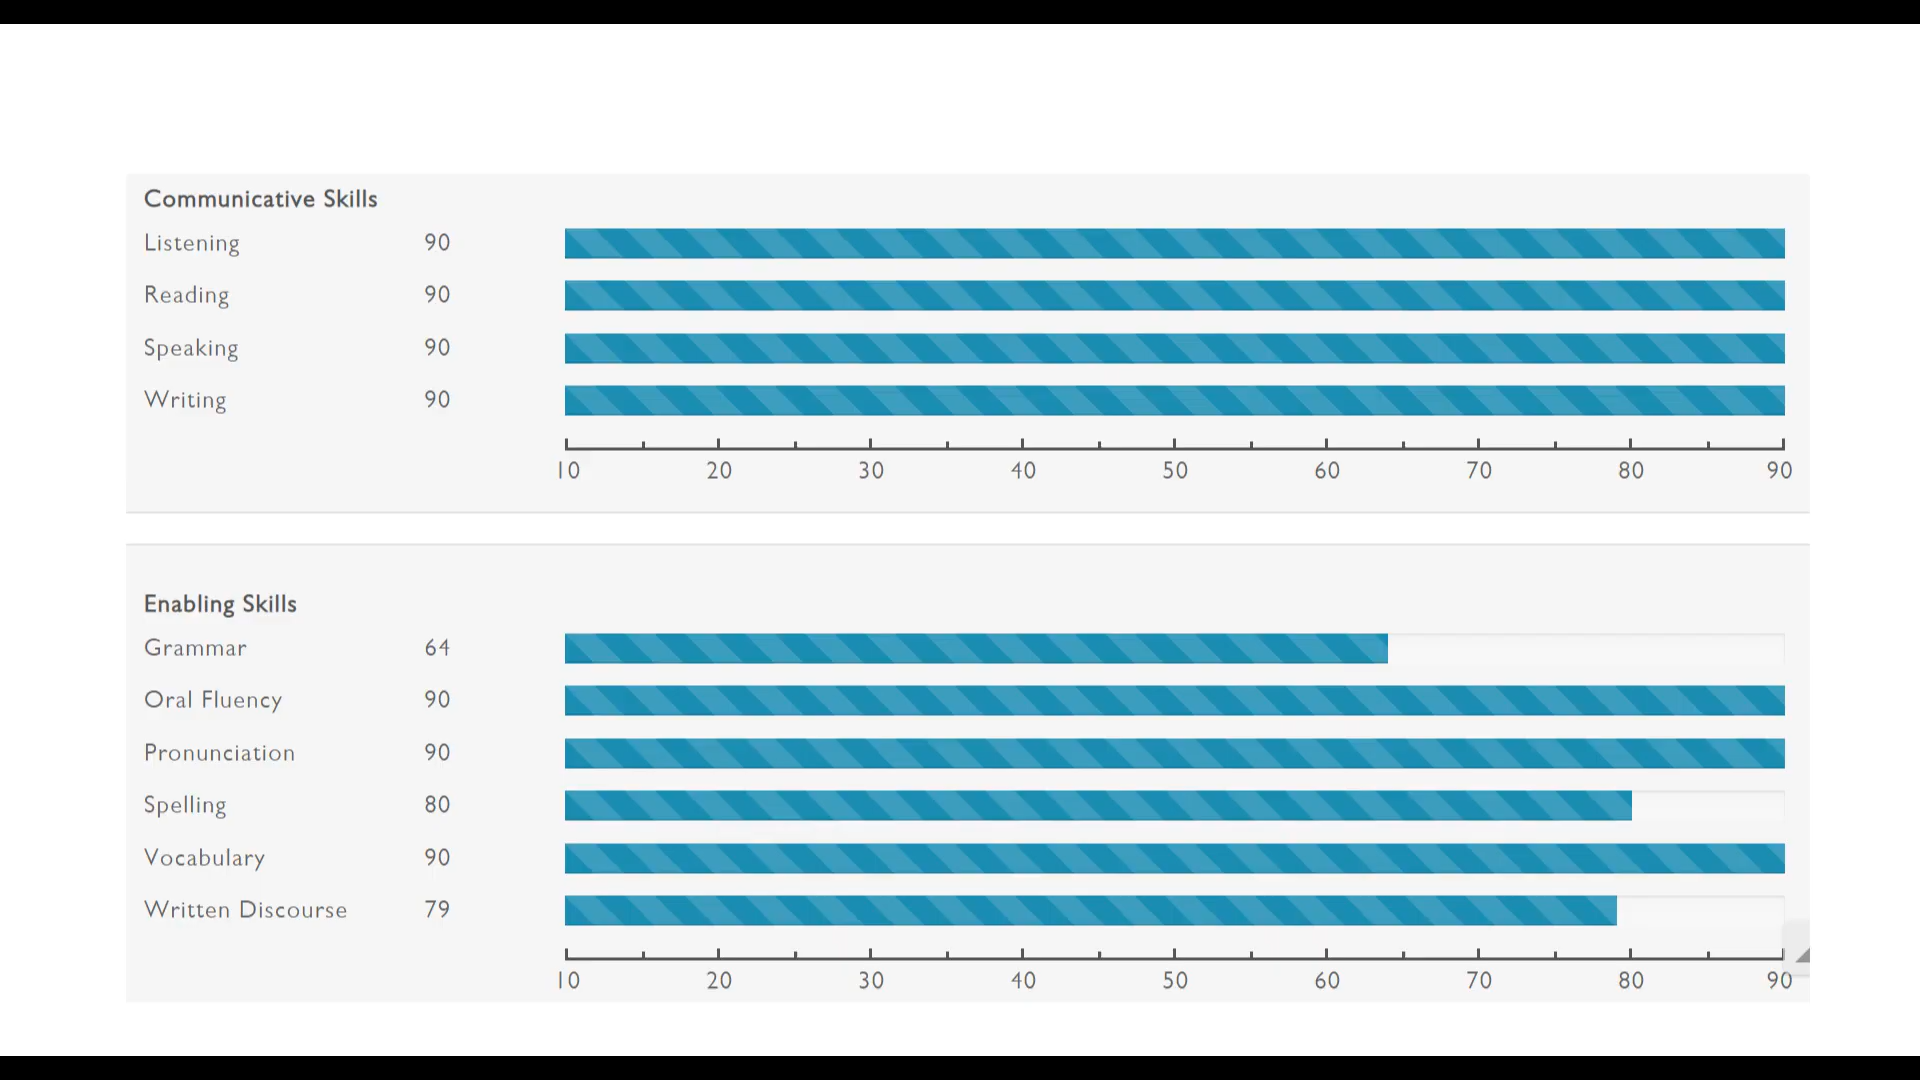 Communicative Skills
Listening 90
Reading 90
Speaking 90
Writing 90
10 20 30 40 50 60 70 80 90
Enabling Skills
Grammar 64
Oral Fluency 90
Pronunciation 90
Spelling 80
Vocabulary 90
Written Discourse 79
10 20 30 40 50 60 70 80 90